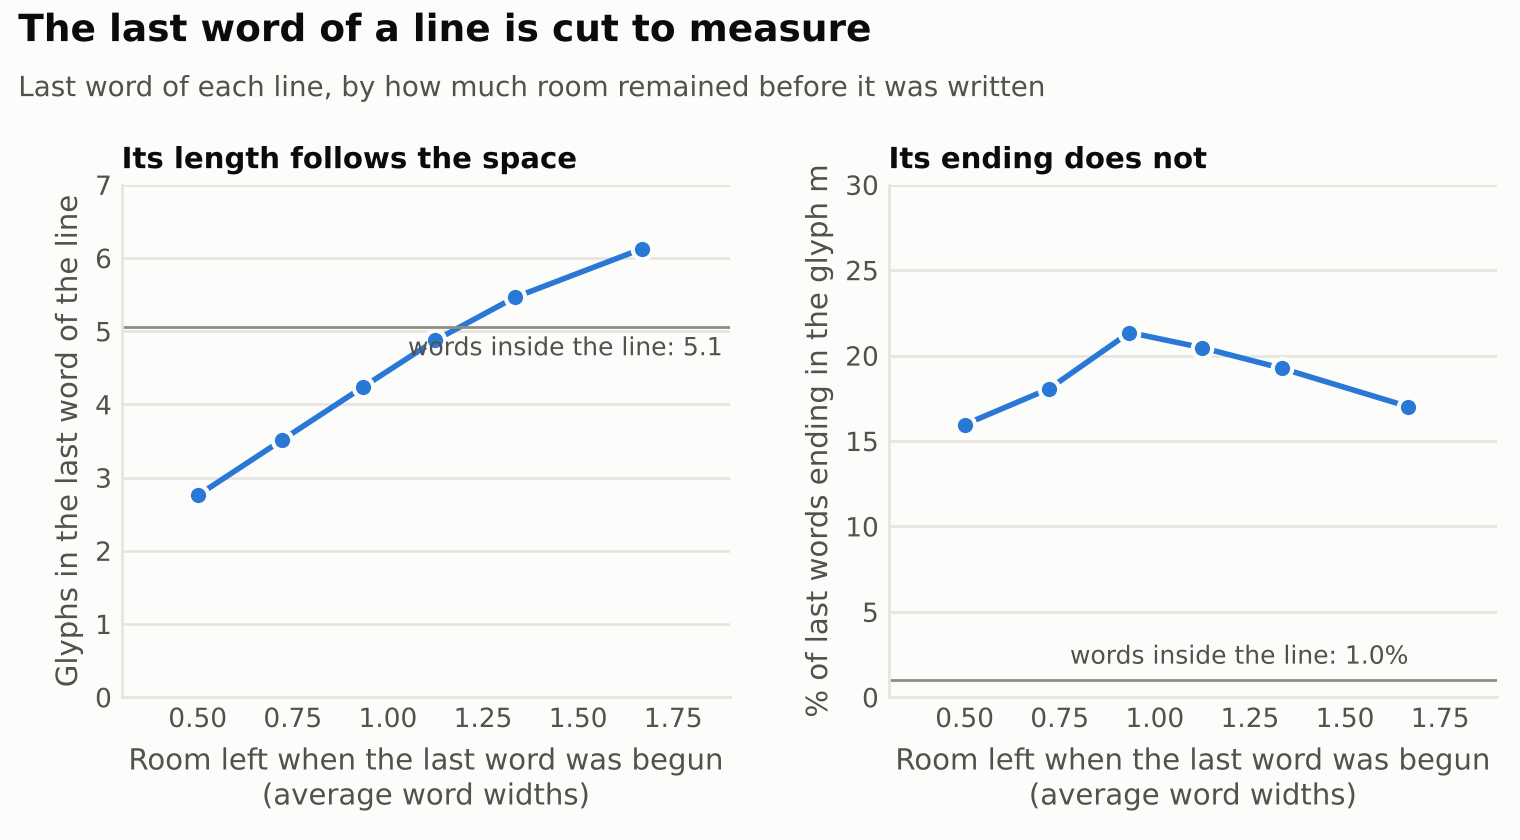 The last word of a line is cut to measure
Last word of each line, by how much room remained before it was written
Its length follows the space
Glyphs in the last word of the line
7
6
5
4
3
2
1
0
words inside the line: 5.1
0.50 0.75 1.00 1.25 1.50 1.75
Room left when the last word was begun
(average word widths)
Its ending does not
% of last words ending in the glyph m
30
25
20
15
10
5
0
words inside the line: 1.0%
0.50 0.75 1.00 1.25 1.50 1.75
Room left when the last word was begun
(average word widths)